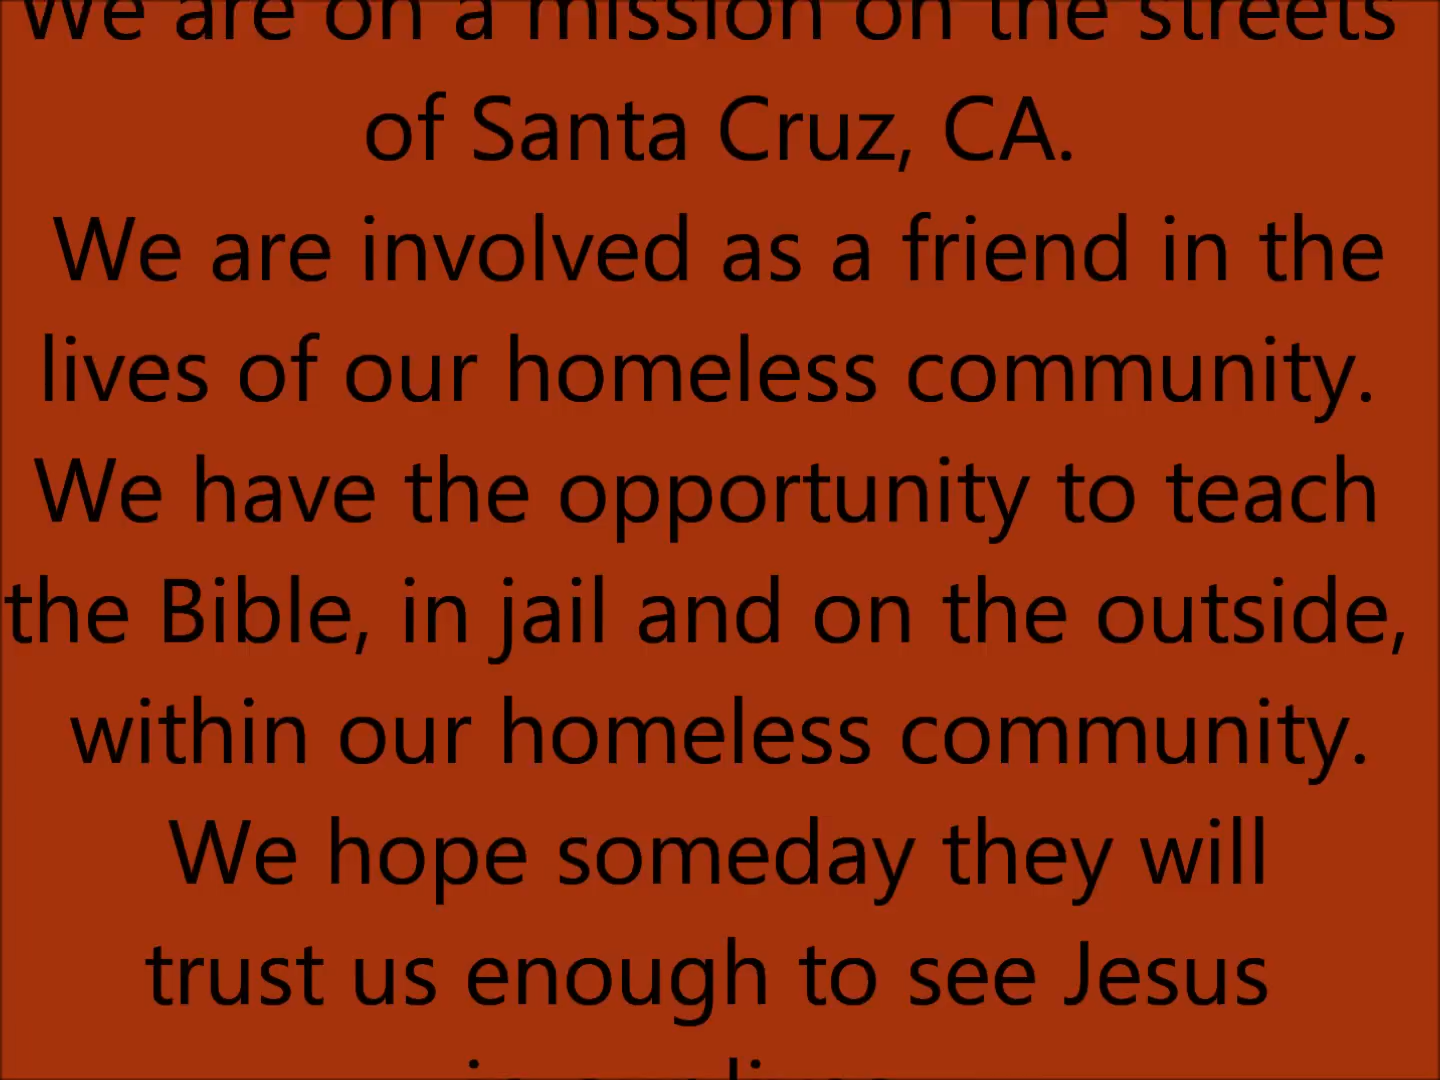 We are on a mission on the streets
of Santa Cruz, CA.
We are involved as a friend in the
lives of our homeless community.
We have the opportunity to teach
the Bible, in jail and on the outside,
within our homeless community.
We hope someday they will
trust us enough to see Jesus